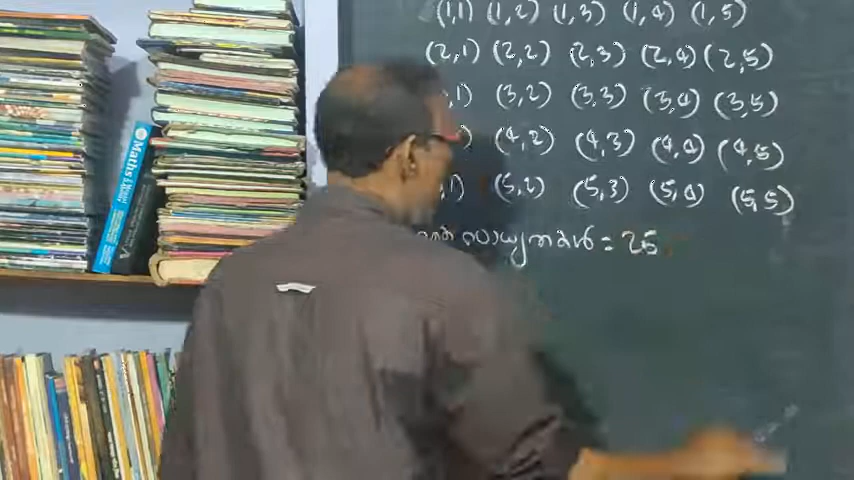 (1,1) (1,2) (1,3) (1,4) (1,5)
(2,1) (2,2) (2,3) (2,4) (2,5)
,1) (3,2) (3,3) (3,4) (3,5)
(4,2) (4,3) (4,4) (4,5)
,1) (5,2) (5,3) (5,4) (5,5)
സാധ്യതകൾ = 25
Maths